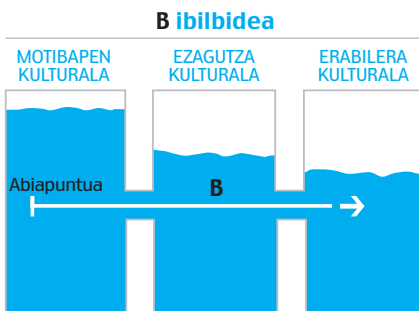 B ibilbidea
MOTIBAPEN
KULTURALA
EZAGUTZA
KULTURALA
ERABILERA
KULTURALA
Abiapuntua
B